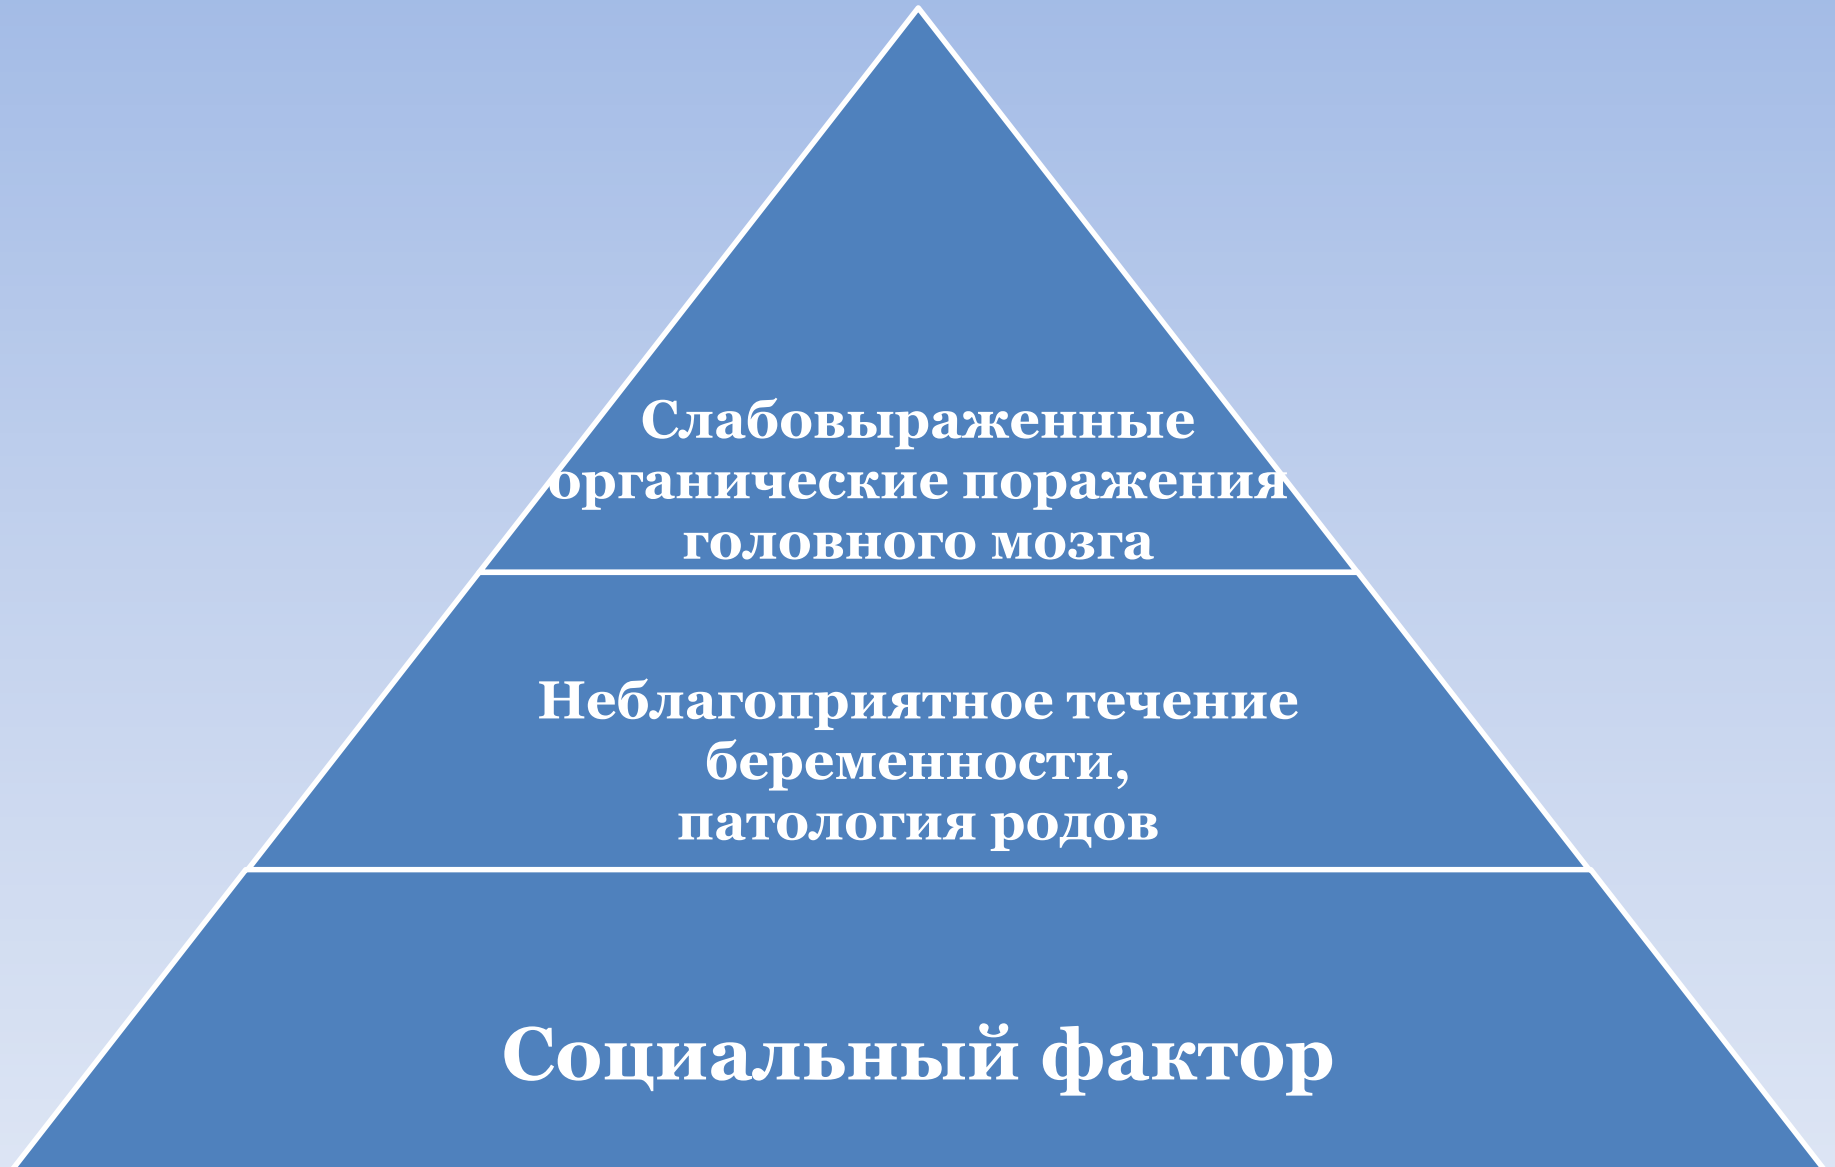 Слабовыраженные
органические поражения
головного мозга
Неблагоприятное течение
беременности,
патология родов
Социальный фактор